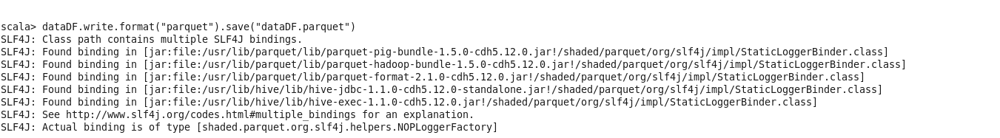 scala> dataDF.write.format("parquet").save("dataDF.parquet")
SLF4J: Class path contains multiple SLF4J bindings.
SLF4J: Found binding in [jar:file:/usr/lib/parquet/lib/parquet-pig-bundle-1.5.0-cdh5.12.0.jar!/shaded/parquet/org/slf4j/impl/StaticLoggerBinder.class]
SLF4J: Found binding in [jar:file:/usr/lib/parquet/lib/parquet-hadoop-bundle-1.5.0-cdh5.12.0.jar!/shaded/parquet/org/slf4j/impl/StaticLoggerBinder.class]
SLF4J: Found binding in [jar:file:/usr/lib/parquet/lib/parquet-format-2.1.0-cdh5.12.0.jar!/shaded/parquet/org/slf4j/impl/StaticLoggerBinder.class]
SLF4J: Found binding in [jar:file:/usr/lib/hive/lib/hive-jdbc-1.1.0-cdh5.12.0-standalone.jar!/shaded/parquet/org/slf4j/impl/StaticLoggerBinder.class]
SLF4J: Found binding in [jar:file:/usr/lib/hive/lib/hive-exec-1.1.0-cdh5.12.0.jar!/shaded/parquet/org/slf4j/impl/StaticLoggerBinder.class]
SLF4J: See http://www.slf4j.org/codes.html#multiple_bindings for an explanation.
SLF4J: Actual binding is of type [shaded.parquet.org.slf4j.helpers.NOPLoggerFactory]